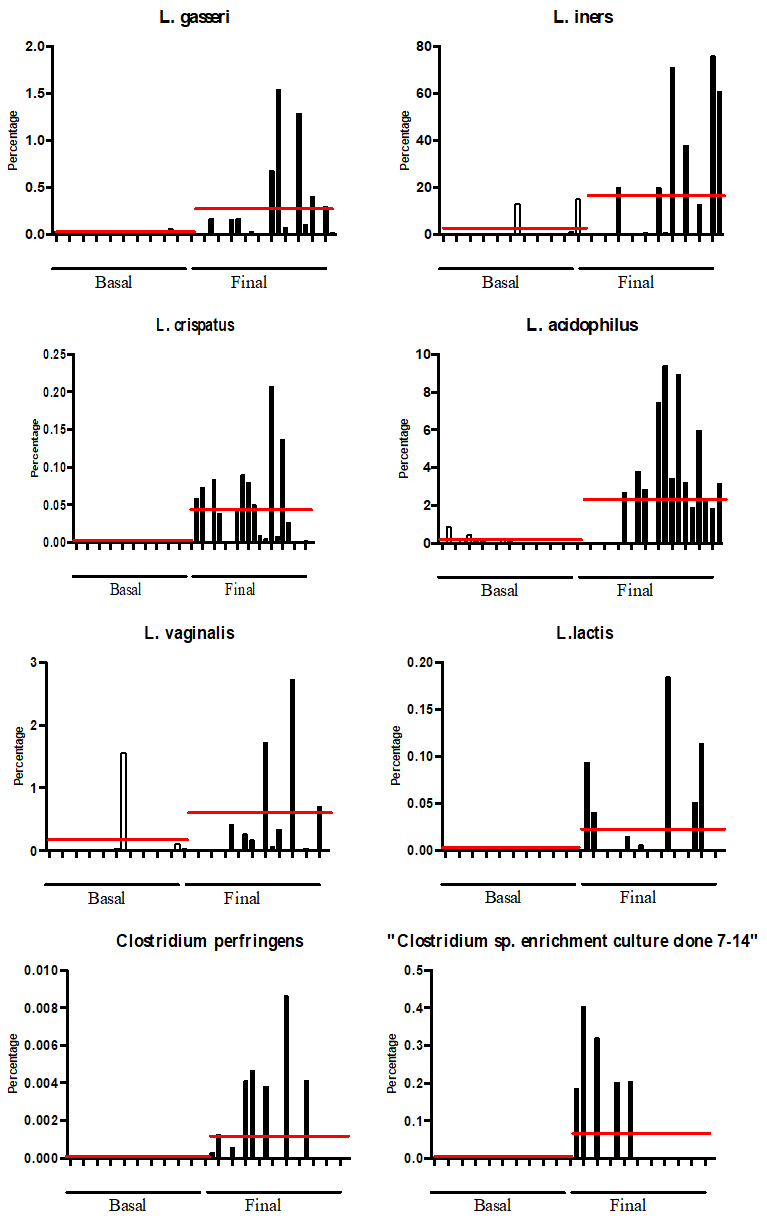 L. gasseri
Percentage
2.0
1.5
1.0
0.5
0.0
Basal Final
L. iners
Percentage
80
60
40
20
0
Basal Final
L. crispatus
Percentage
0.25
0.20
0.15
0.10
0.05
0.00
Basal Final
L. acidophilus
Percentage
10
8
6
4
2
0
Basal Final
L. vaginalis
Percentage
3
2
1
0
Basal Final
L.lactis
Percentage
0.20
0.15
0.10
0.05
0.00
Basal Final
Clostridium perfringens
Percentage
0.010
0.008
0.006
0.004
0.002
0.000
Basal Final
"Clostridium sp. enrichment culture clone 7-14"
Percentage
0.5
0.4
0.3
0.2
0.1
0.0
Basal Final